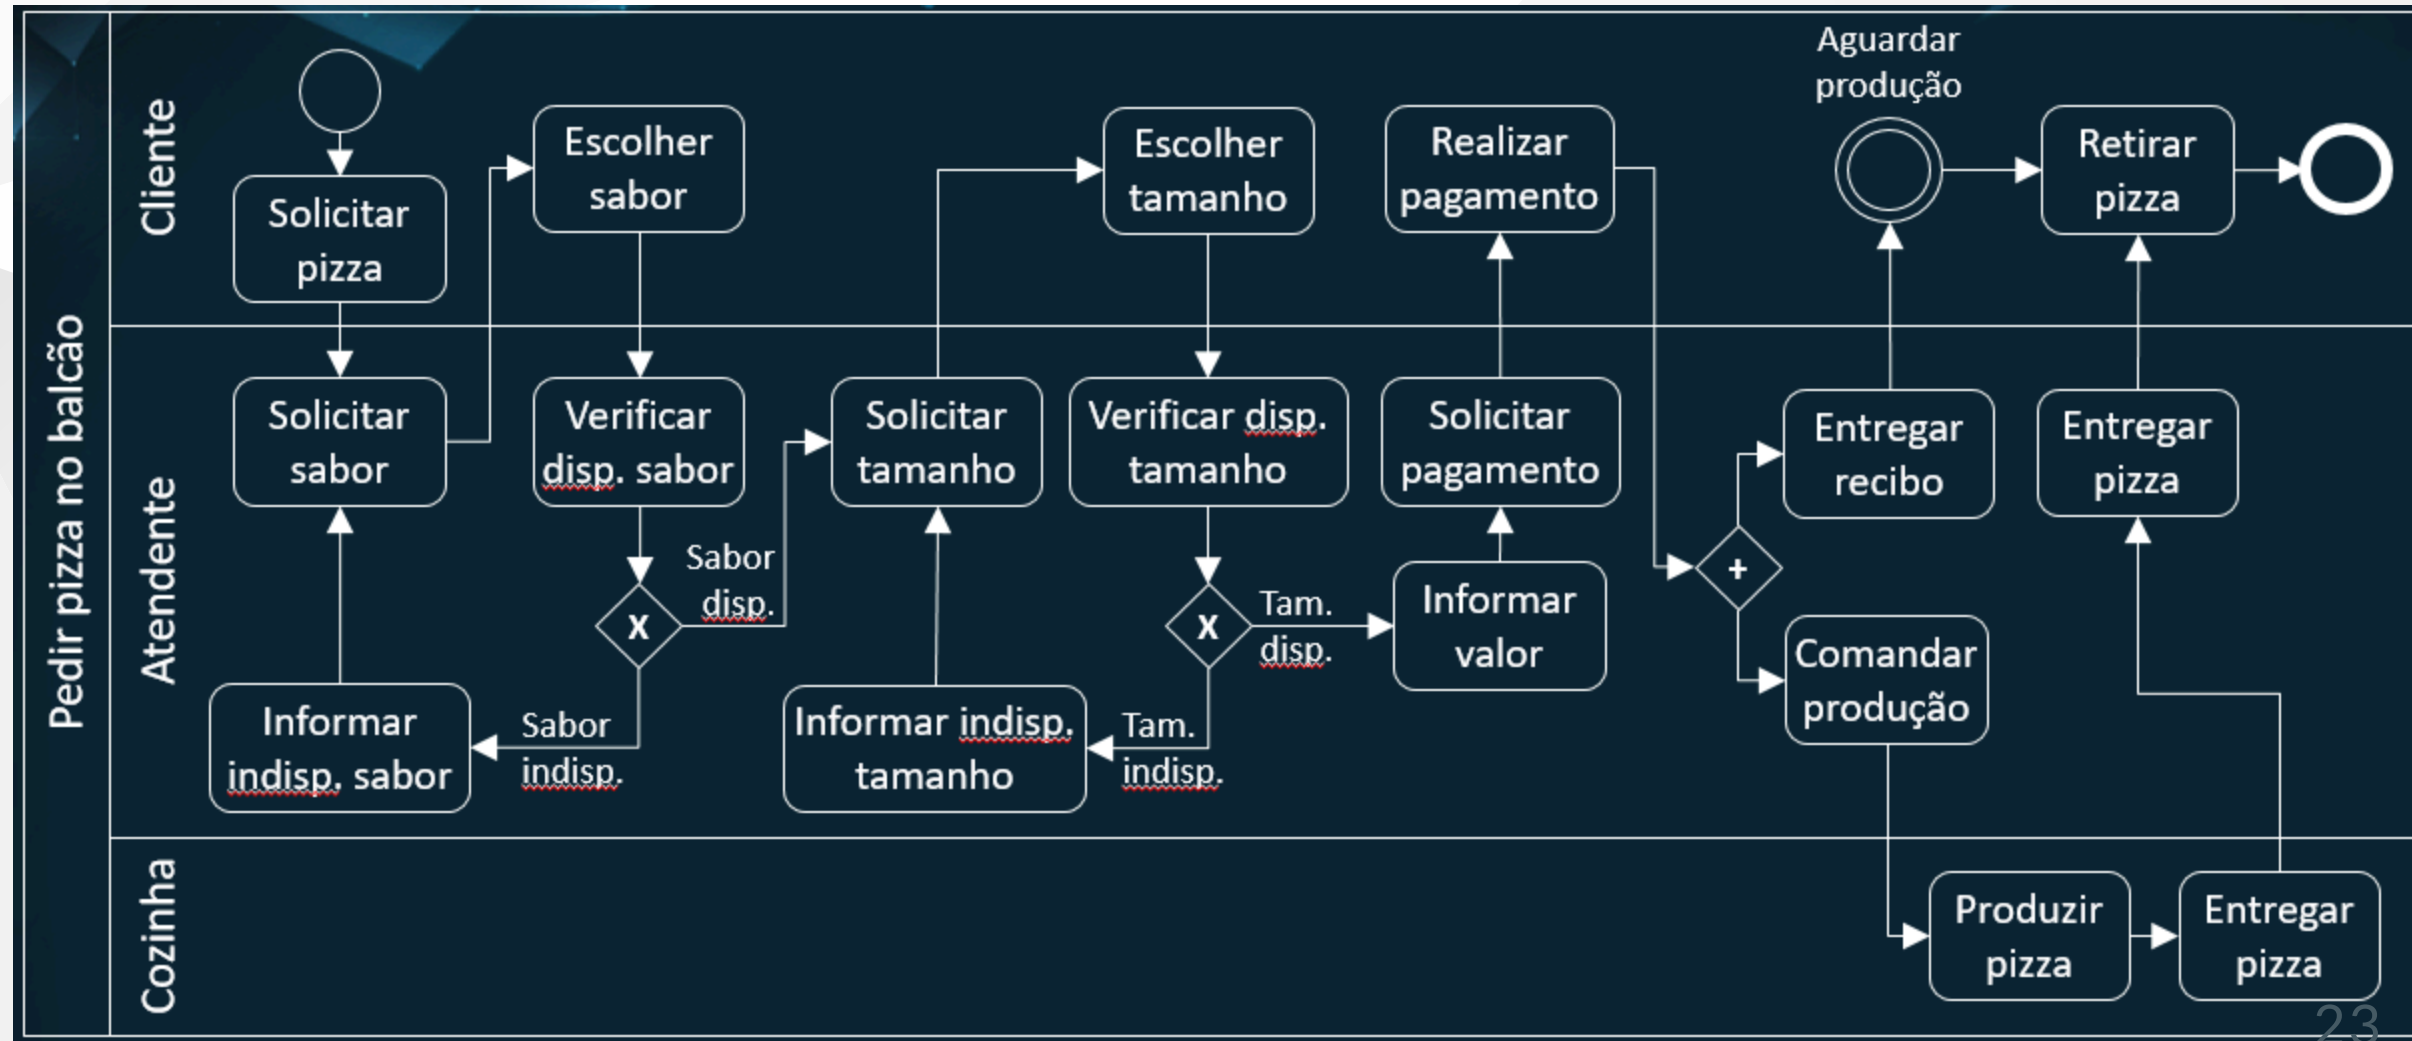 Pedir pizza no balcão
Cliente
Solicitar
pizza
Escolher
sabor
Escolher
tamanho
Realizar
pagamento
Aguardar
produção
Retirar
pizza
Atendente
Solicitar
sabor
Verificar
disp. sabor
Sabor
disp.
X
Sabor
indisp.
Informar
indisp. sabor
Solicitar
tamanho
Verificar disp.
tamanho
X
Tam.
disp.
Tam.
indisp.
Informar indisp.
tamanho
Informar
valor
Solicitar
pagamento
+
Entregar
recibo
Comandar
produção
Entregar
pizza
Cozinha
Produzir
pizza
Entregar
pizza
23